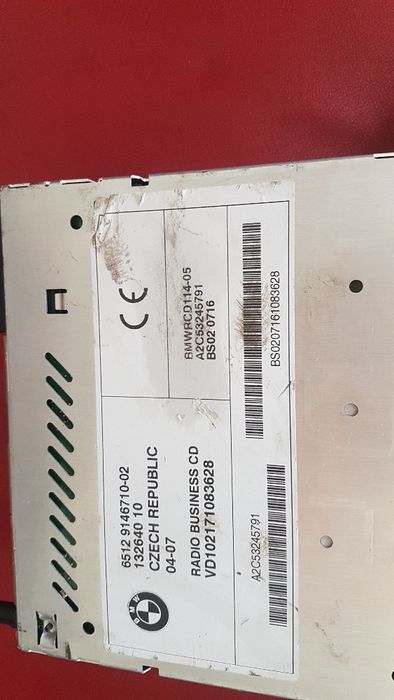 BMW
6512 9146710-02
132640 10
CZECH REPUBLIC
04-07
RADIO BUSINESS CD
VD102171083628
CE
BMWRCD114-05
A2C53245791
BS02 0716
A2C53245791
BS0207161083628